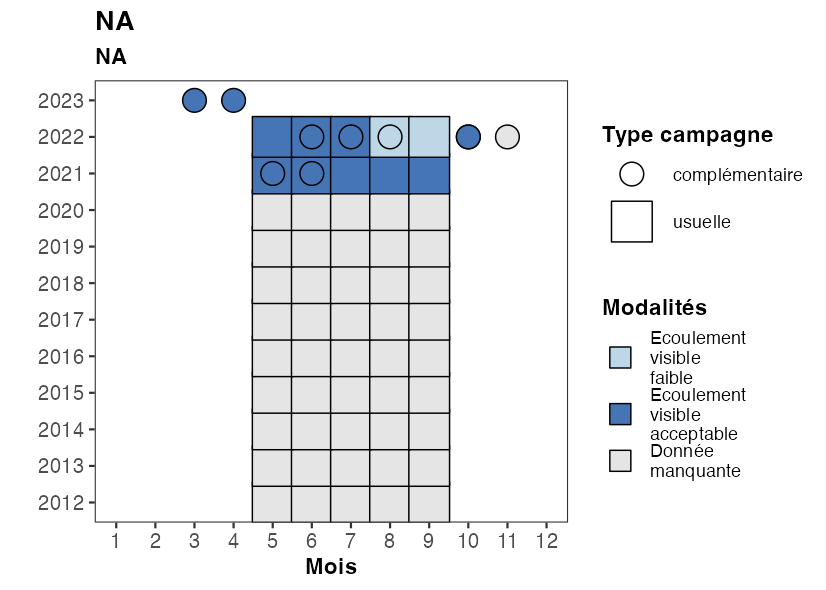 NA
NA
2023
2022
2021
2020
2019
2018
2017
2016
2015
2014
2013
2012
1 2 3 4 5 6 7 8 9 10 11 12
Mois
Type campagne
complémentaire
usuelle
Modalités
Ecoulement
visible
faible
Ecoulement
visible
acceptable
Donnée
manquante